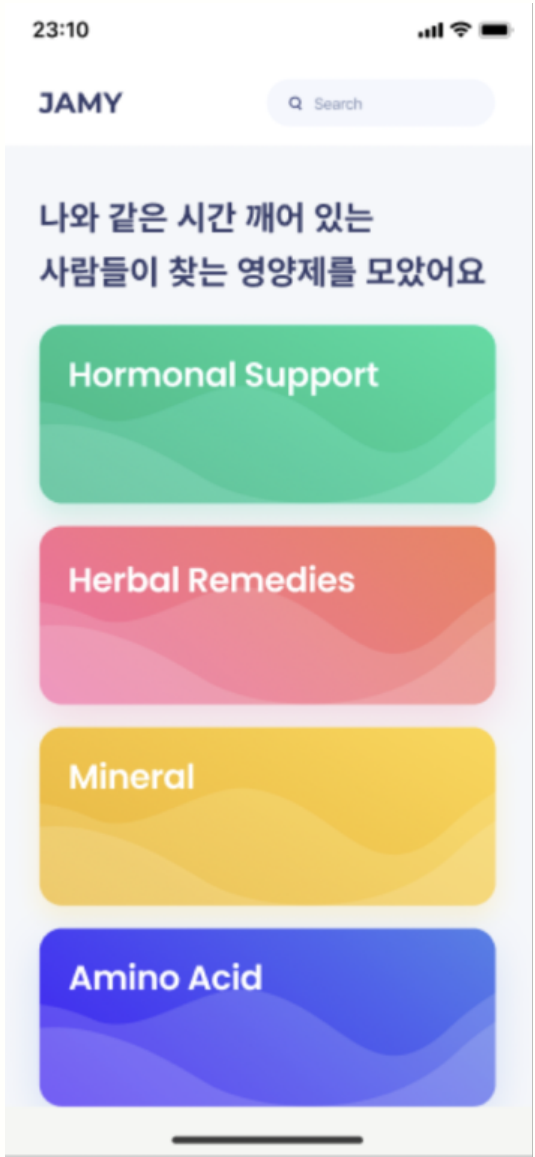 23:10
JAMY
Search
나와 같은 시간 깨어 있는
사람들이 찾는 영양제를 모았어요
Hormonal Support
Herbal Remedies
Mineral
Amino Acid